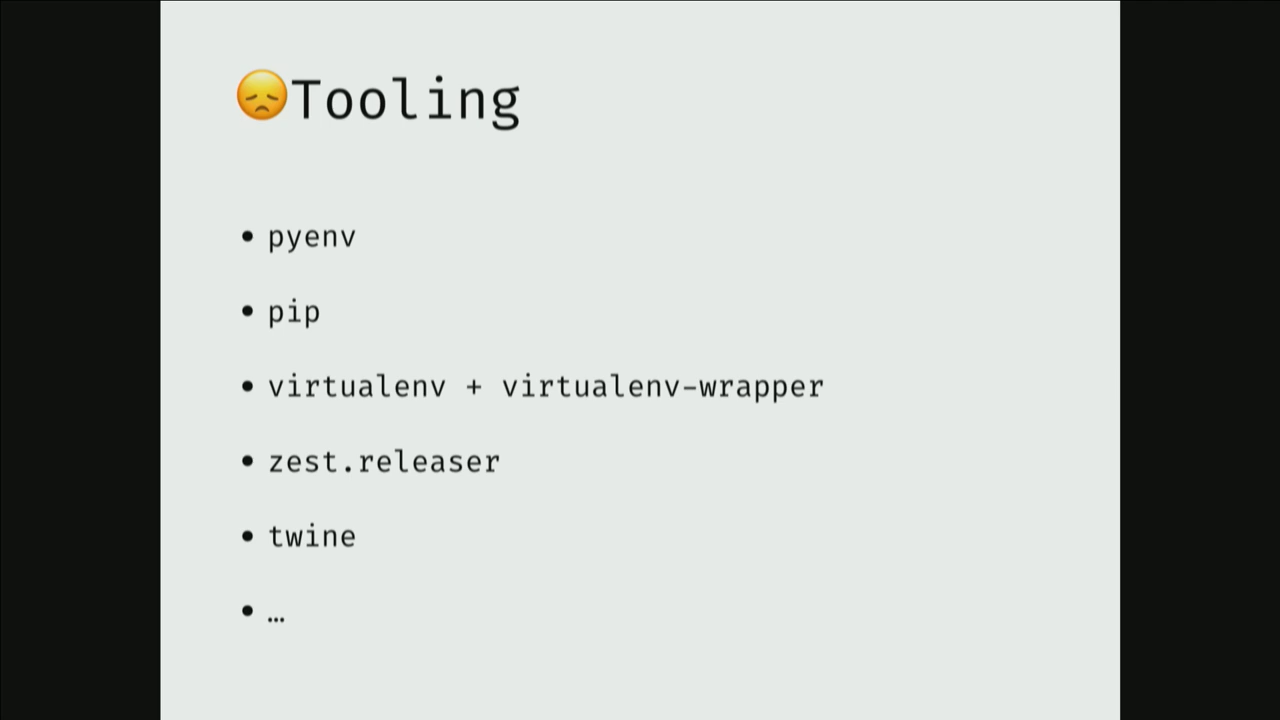 😞Tooling
• pyenv
• pip
• virtualenv + virtualenv-wrapper
• zest.releaser
• twine
• …